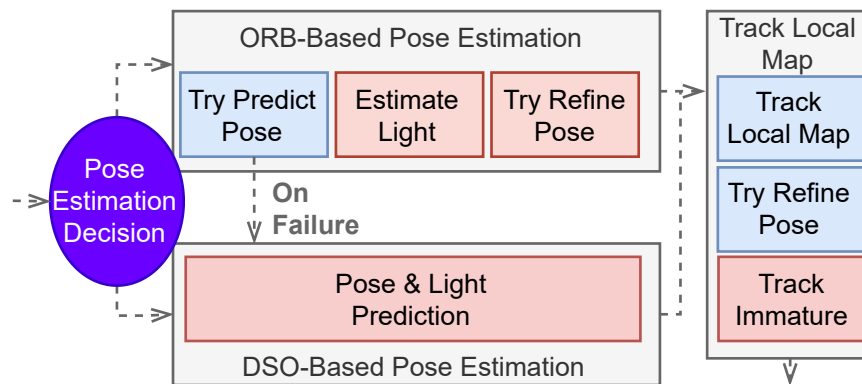 ORB-Based Pose Estimation
Try Predict
Pose
Estimate
Light
Try Refine
Pose
Pose
Estimation
Decision
On
Failure
Pose & Light
Prediction
DSO-Based Pose Estimation
Track Local
Map
Track
Local Map
Try Refine
Pose
Track
Immature